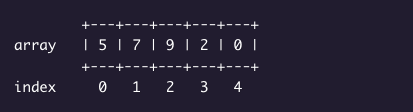 +---+---+---+---+---+
array   | 5 | 7 | 9 | 2 | 0 |
        +---+---+---+---+---+
index     0   1   2   3   4